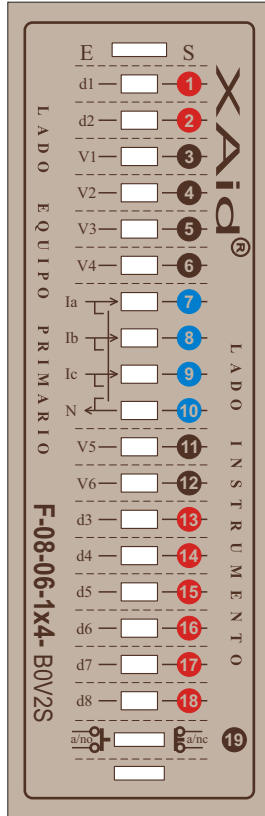 E S
d1 1
d2 2
V1 3
V2 4
V3 5
V4 6
Ia 7
Ib 8
Ic 9
N 10
V5 11
V6 12
d3 13
d4 14
d5 15
d6 16
d7 17
d8 18
a/no a/nc 19
LADO EQUIPO PRIMARIO
F-08-06-1x4- B0V2S
XAid®
LADO INSTRUMENTO